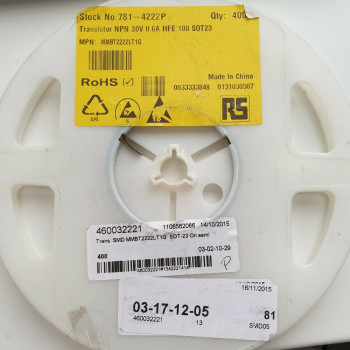 Stock No: 781-4222P Qty: 400
Transistor NPN 30V 0.6A HFE:100 SOT23
MPN: MMBT2222LT1G
RoHS
Made In China
0033333848 0131030507
RS
460032221 1106562066 14/10/2015
Trans. SMD MMBT2222LT1G SOT-23 On semi
400 03-02-10-29
P
16/11/2015
03-17-12-05 81
460032221 13 SMD05